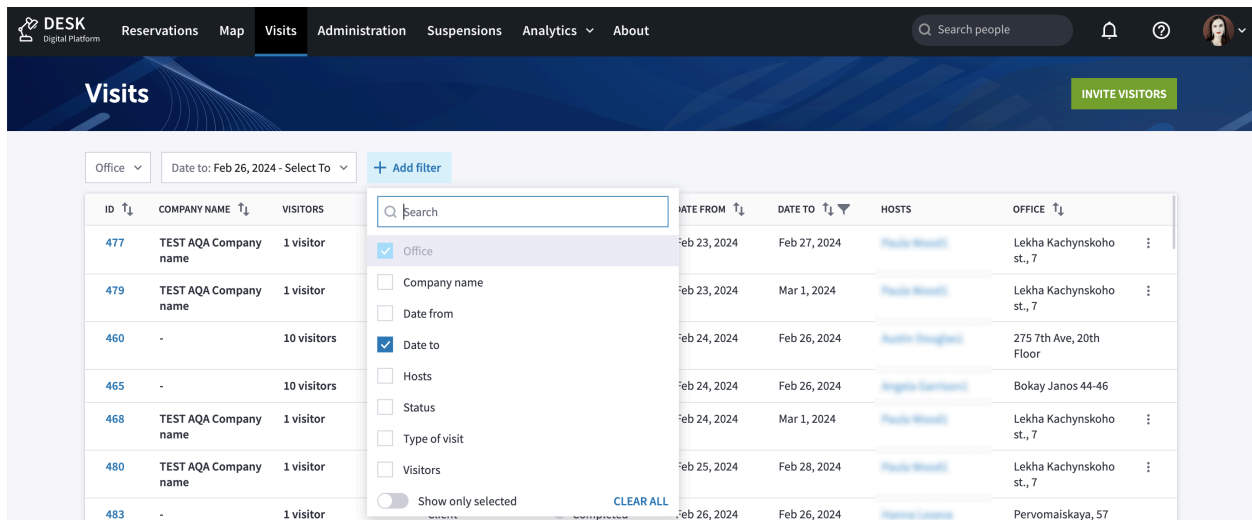 DESK
Digital Platform
Reservations Map Visits Administration Suspensions Analytics About
Search people
Visits
INVITE VISITORS
Office
Date to: Feb 26, 2024 - Select To
+ Add filter
ID COMPANY NAME VISITORS DATE FROM DATE TO HOSTS OFFICE
Search
Office
Company name
Date from
Date to
Hosts
Status
Type of visit
Visitors
Show only selected CLEAR ALL
477 TEST AQA Company 1 visitor Feb 23, 2024 Feb 27, 2024 Lekha Kachynskoho
name st., 7
479 TEST AQA Company 1 visitor Feb 23, 2024 Mar 1, 2024 Lekha Kachynskoho
name st., 7
460 - 10 visitors Feb 24, 2024 Feb 26, 2024 275 7th Ave, 20th
Floor
465 - 10 visitors Feb 24, 2024 Feb 26, 2024 Bokay Janos 44-46
468 TEST AQA Company 1 visitor Feb 24, 2024 Mar 1, 2024 Lekha Kachynskoho
name st., 7
480 TEST AQA Company 1 visitor Feb 25, 2024 Feb 28, 2024 Lekha Kachynskoho
name st., 7
483 - 1 visitor Client Completed Feb 26, 2024 Feb 26, 2024 Pervomaiskaya, 57